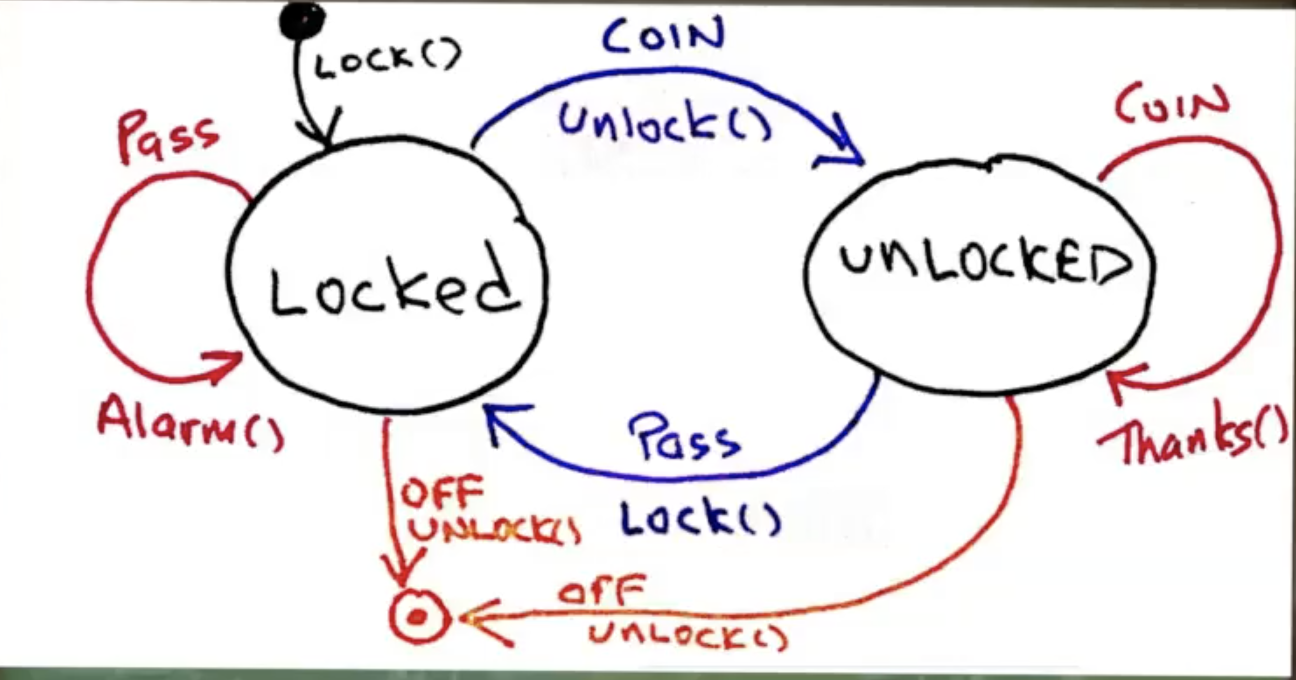 LOCK()
COIN
Unlock()
COIN
Pass
Locked
UNLOCKED
Alarm()
Pass
Lock()
Thanks()
OFF
UNLOCK()
OFF
UNLOCK()